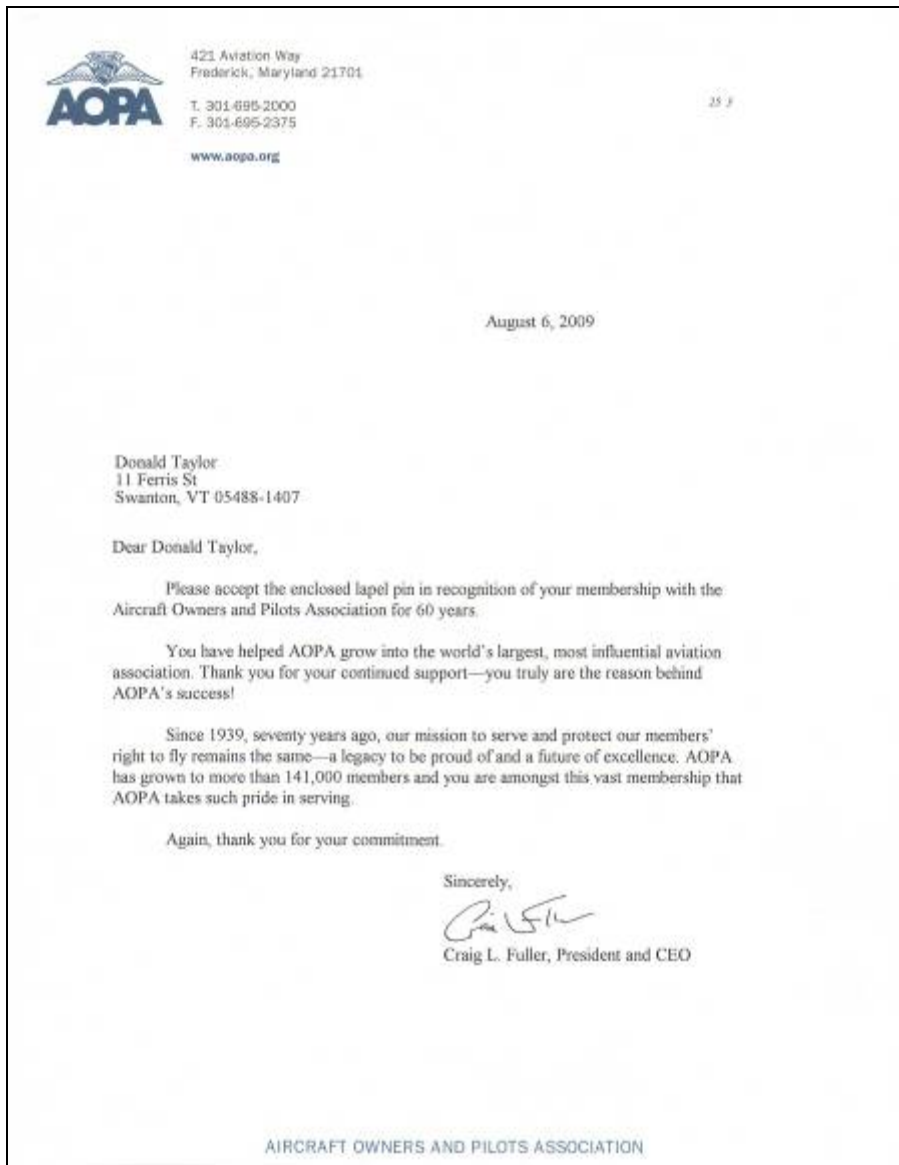 AOPA
421 Aviation Way
Frederick, Maryland 21701
T. 301-695-2000
F. 301-695-2375
www.aopa.org
August 6, 2009
Donald Taylor
11 Ferris St
Swanton, VT 05488-1407
Dear Donald Taylor,
Please accept the enclosed lapel pin in recognition of your membership with the
Aircraft Owners and Pilots Association for 60 years.
You have helped AOPA grow into the world's largest, most influential aviation
association. Thank you for your continued support—you truly are the reason behind
AOPA's success!
Since 1939, seventy years ago, our mission to serve and protect our members'
right to fly remains the same—a legacy to be proud of and a future of excellence. AOPA
has grown to more than 141,000 members and you are amongst this vast membership that
AOPA takes such pride in serving.
Again, thank you for your commitment.
Sincerely,
Craig L. Fuller, President and CEO
AIRCRAFT OWNERS AND PILOTS ASSOCIATION